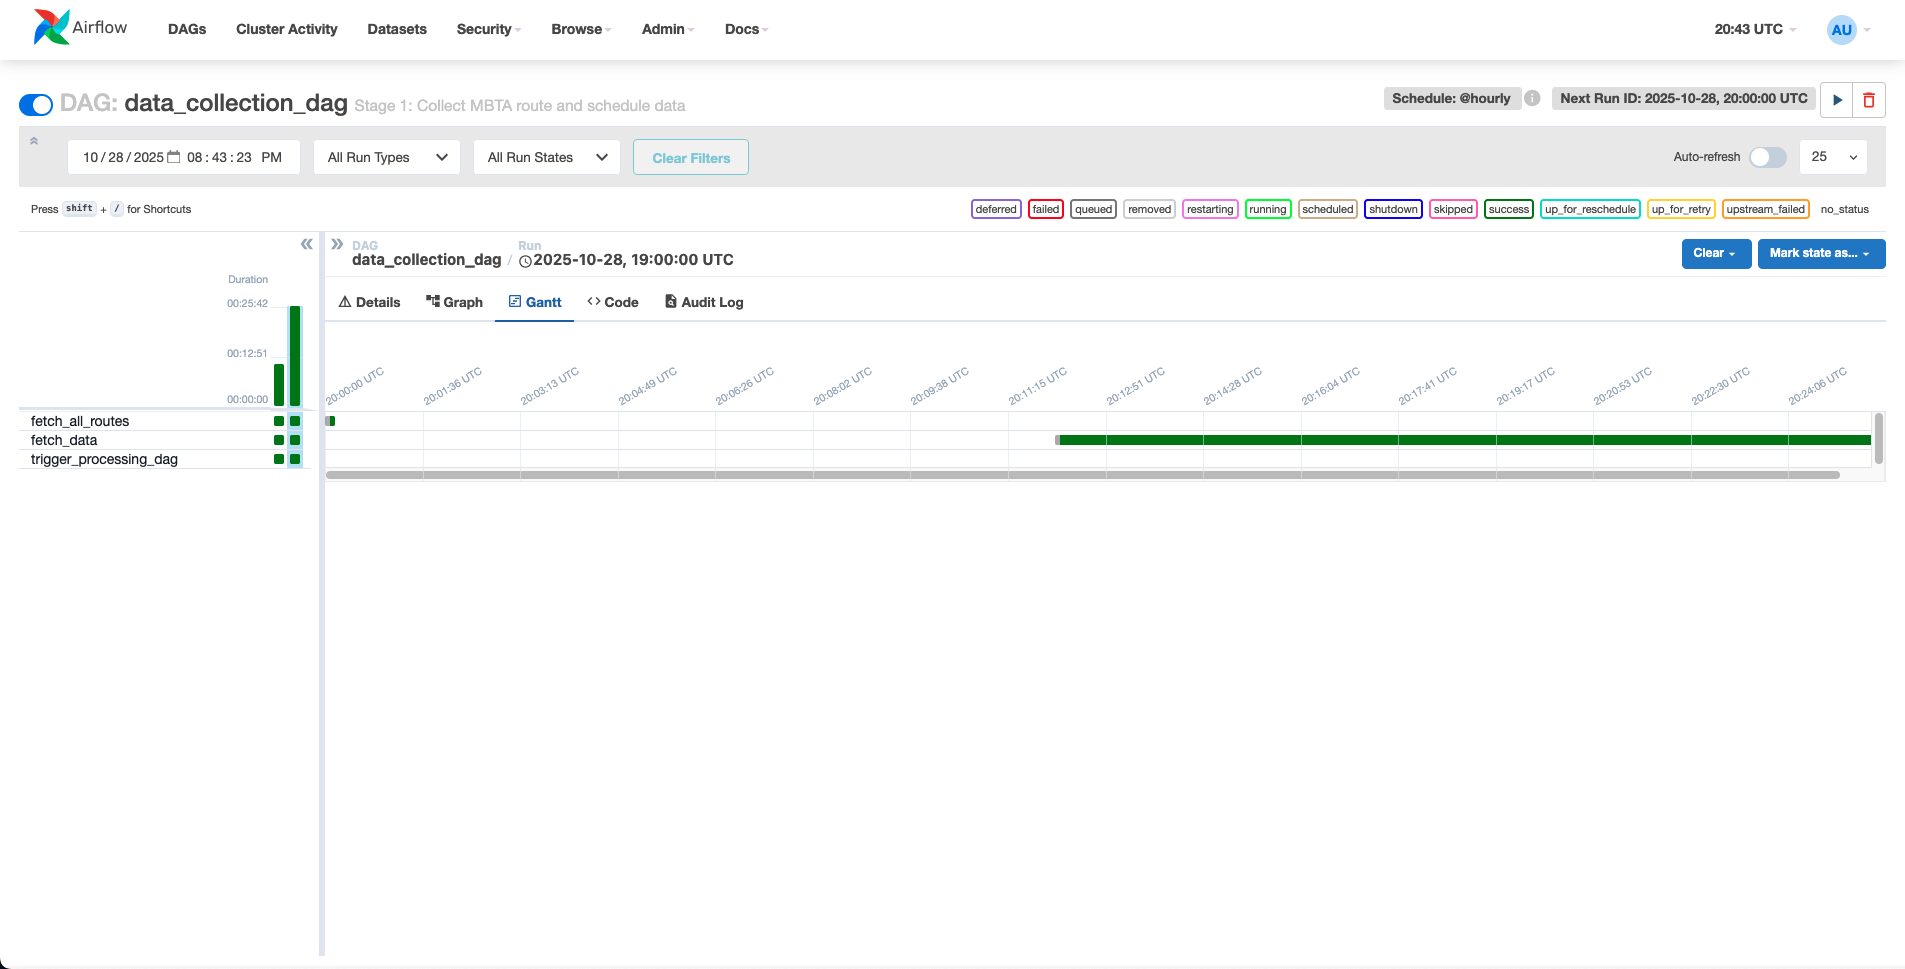 Airflow DAGs Cluster Activity Datasets Security Browse Admin Docs 20:43 UTC AU
DAG: data_collection_dag Stage 1: Collect MBTA route and schedule data Schedule: @hourly i Next Run ID: 2025-10-28, 20:00:00 UTC
10 / 28 / 2025 08 : 43 : 23 PM All Run Types All Run States Clear Filters Auto-refresh 25
Press shift + / for Shortcuts deferred failed queued removed restarting running scheduled shutdown skipped success up_for_reschedule up_for_retry upstream_failed no_status
DAG Run
data_collection_dag / 2025-10-28, 19:00:00 UTC Clear Mark state as...
Duration
00:25:42
00:12:51
00:00:00
Details Graph Gantt Code Audit Log
20:00:00 UTC 20:01:36 UTC 20:03:13 UTC 20:04:49 UTC 20:06:26 UTC 20:08:02 UTC 20:09:38 UTC 20:11:15 UTC 20:12:51 UTC 20:14:28 UTC 20:16:04 UTC 20:17:41 UTC 20:19:17 UTC 20:20:53 UTC 20:22:30 UTC 20:24:06 UTC
fetch_all_routes
fetch_data
trigger_processing_dag